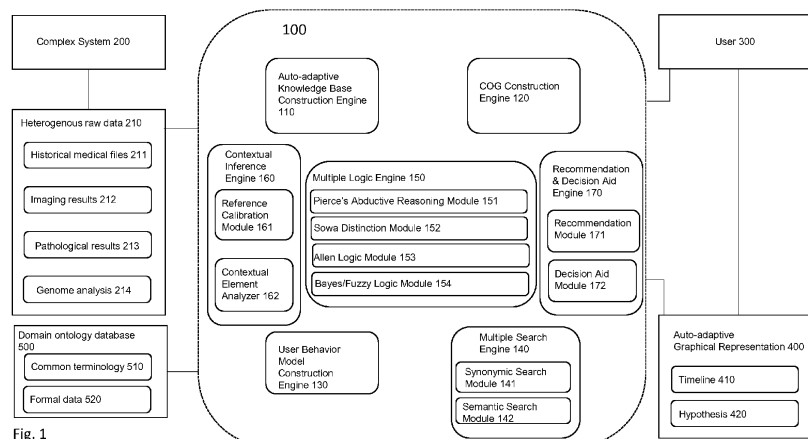 Complex System 200
100
User 300
Auto-adaptive
Knowledge Base
Construction Engine
110
COG Construction
Engine 120
Heterogenous raw data 210
Historical medical files 211
Imaging results 212
Pathological results 213
Genome analysis 214
Contextual
Inference
Engine 160
Reference
Calibration
Module 161
Contextual
Element
Analyzer 162
Multiple Logic Engine 150
Pierce's Abductive Reasoning Module 151
Sowa Distinction Module 152
Allen Logic Module 153
Bayes/Fuzzy Logic Module 154
Recommendation
& Decision Aid
Engine 170
Recommendation
Module 171
Decision Aid
Module 172
Domain ontology database
500
Common terminology 510
Formal data 520
User Behavior
Model
Construction
Engine 130
Multiple Search
Engine 140
Synonymic Search
Module 141
Semantic Search
Module 142
Auto-adaptive
Graphical Representation 400
Timeline 410
Hypothesis 420
Fig. 1